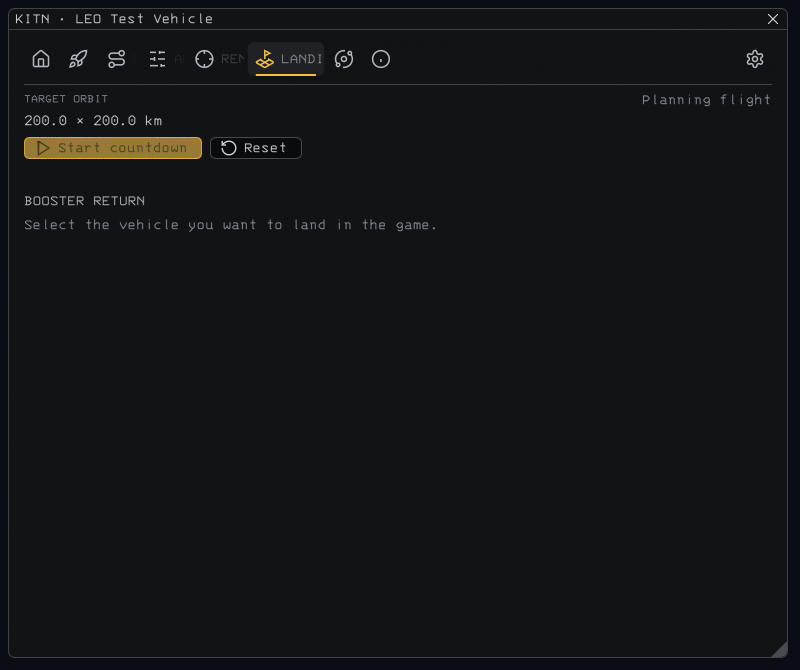 KITN · LEO Test Vehicle
REN
LANDI
TARGET ORBIT
Planning flight
200.0 × 200.0 km
Start countdown
Reset
BOOSTER RETURN
Select the vehicle you want to land in the game.